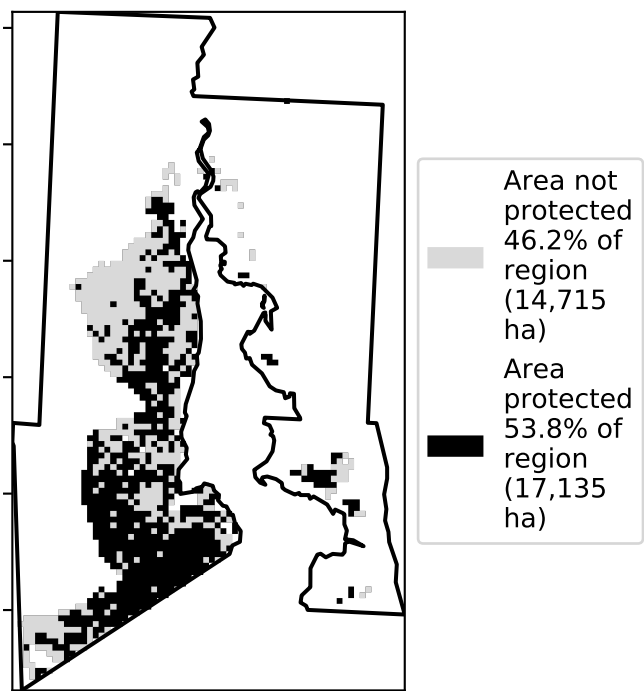 Area not
protected
46.2% of
region
(14,715
ha)
Area
protected
53.8% of
region
(17,135
ha)